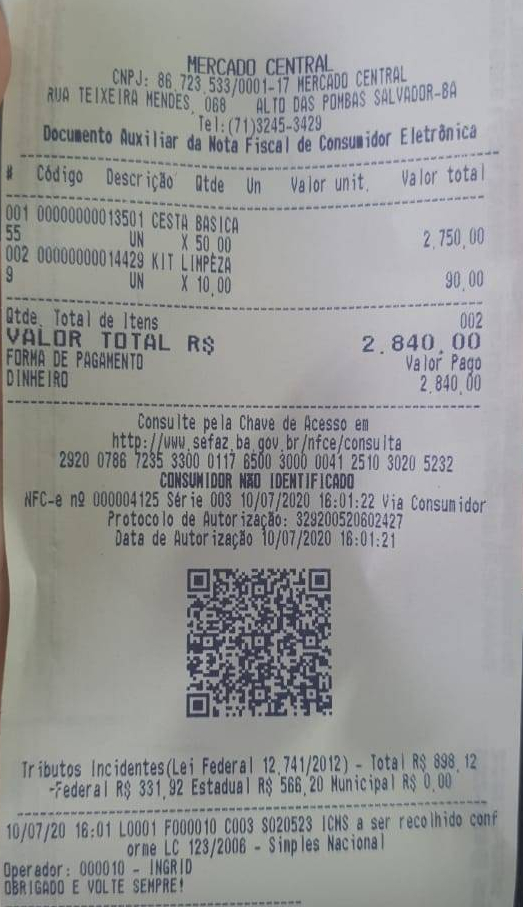 MERCADO CENTRAL
CNPJ: 86.723.533/0001-17 MERCADO CENTRAL
RUA TEIXEIRA MENDES, 068 ALTO DAS POMBAS SALVADOR-BA
Tel:(71)3245-3429
Documento Auxiliar da Nota Fiscal de Consumidor Eletrônica
# Código Descrição Qtde Un Valor unit. Valor total
001 00000000013501 CESTA BASICA
55 UN X 50,00 2.750,00
002 00000000014429 KIT LIMPEZA
9 UN X 10,00 90,00
Qtde. Total de Itens 002
VALOR TOTAL R$ 2.840,00
FORMA DE PAGAMENTO Valor Pago
DINHEIRO 2.840,00
Consulte pela Chave de Acesso em
http://www.sefaz.ba.gov.br/nfce/consulta
2920 0786 7235 3300 0117 6500 3000 0041 2510 3020 5232
CONSUMIDOR NÃO IDENTIFICADO
NFC-e nº 000004125 Série 003 10/07/2020 16:01:22 Via Consumidor
Protocolo de Autorização: 329200520602427
Data de Autorização 10/07/2020 16:01:21
Tributos Incidentes(Lei Federal 12.741/2012) - Total R$ 898,12
-Federal R$ 331,92 Estadual R$ 566,20 Municipal R$ 0,00
10/07/20 16:01 L0001 F000010 C003 S020523 ICMS a ser recolhido conf
orme LC 123/2006 - Simples Nacional
Operador: 000010 - INGRID
OBRIGADO E VOLTE SEMPRE!